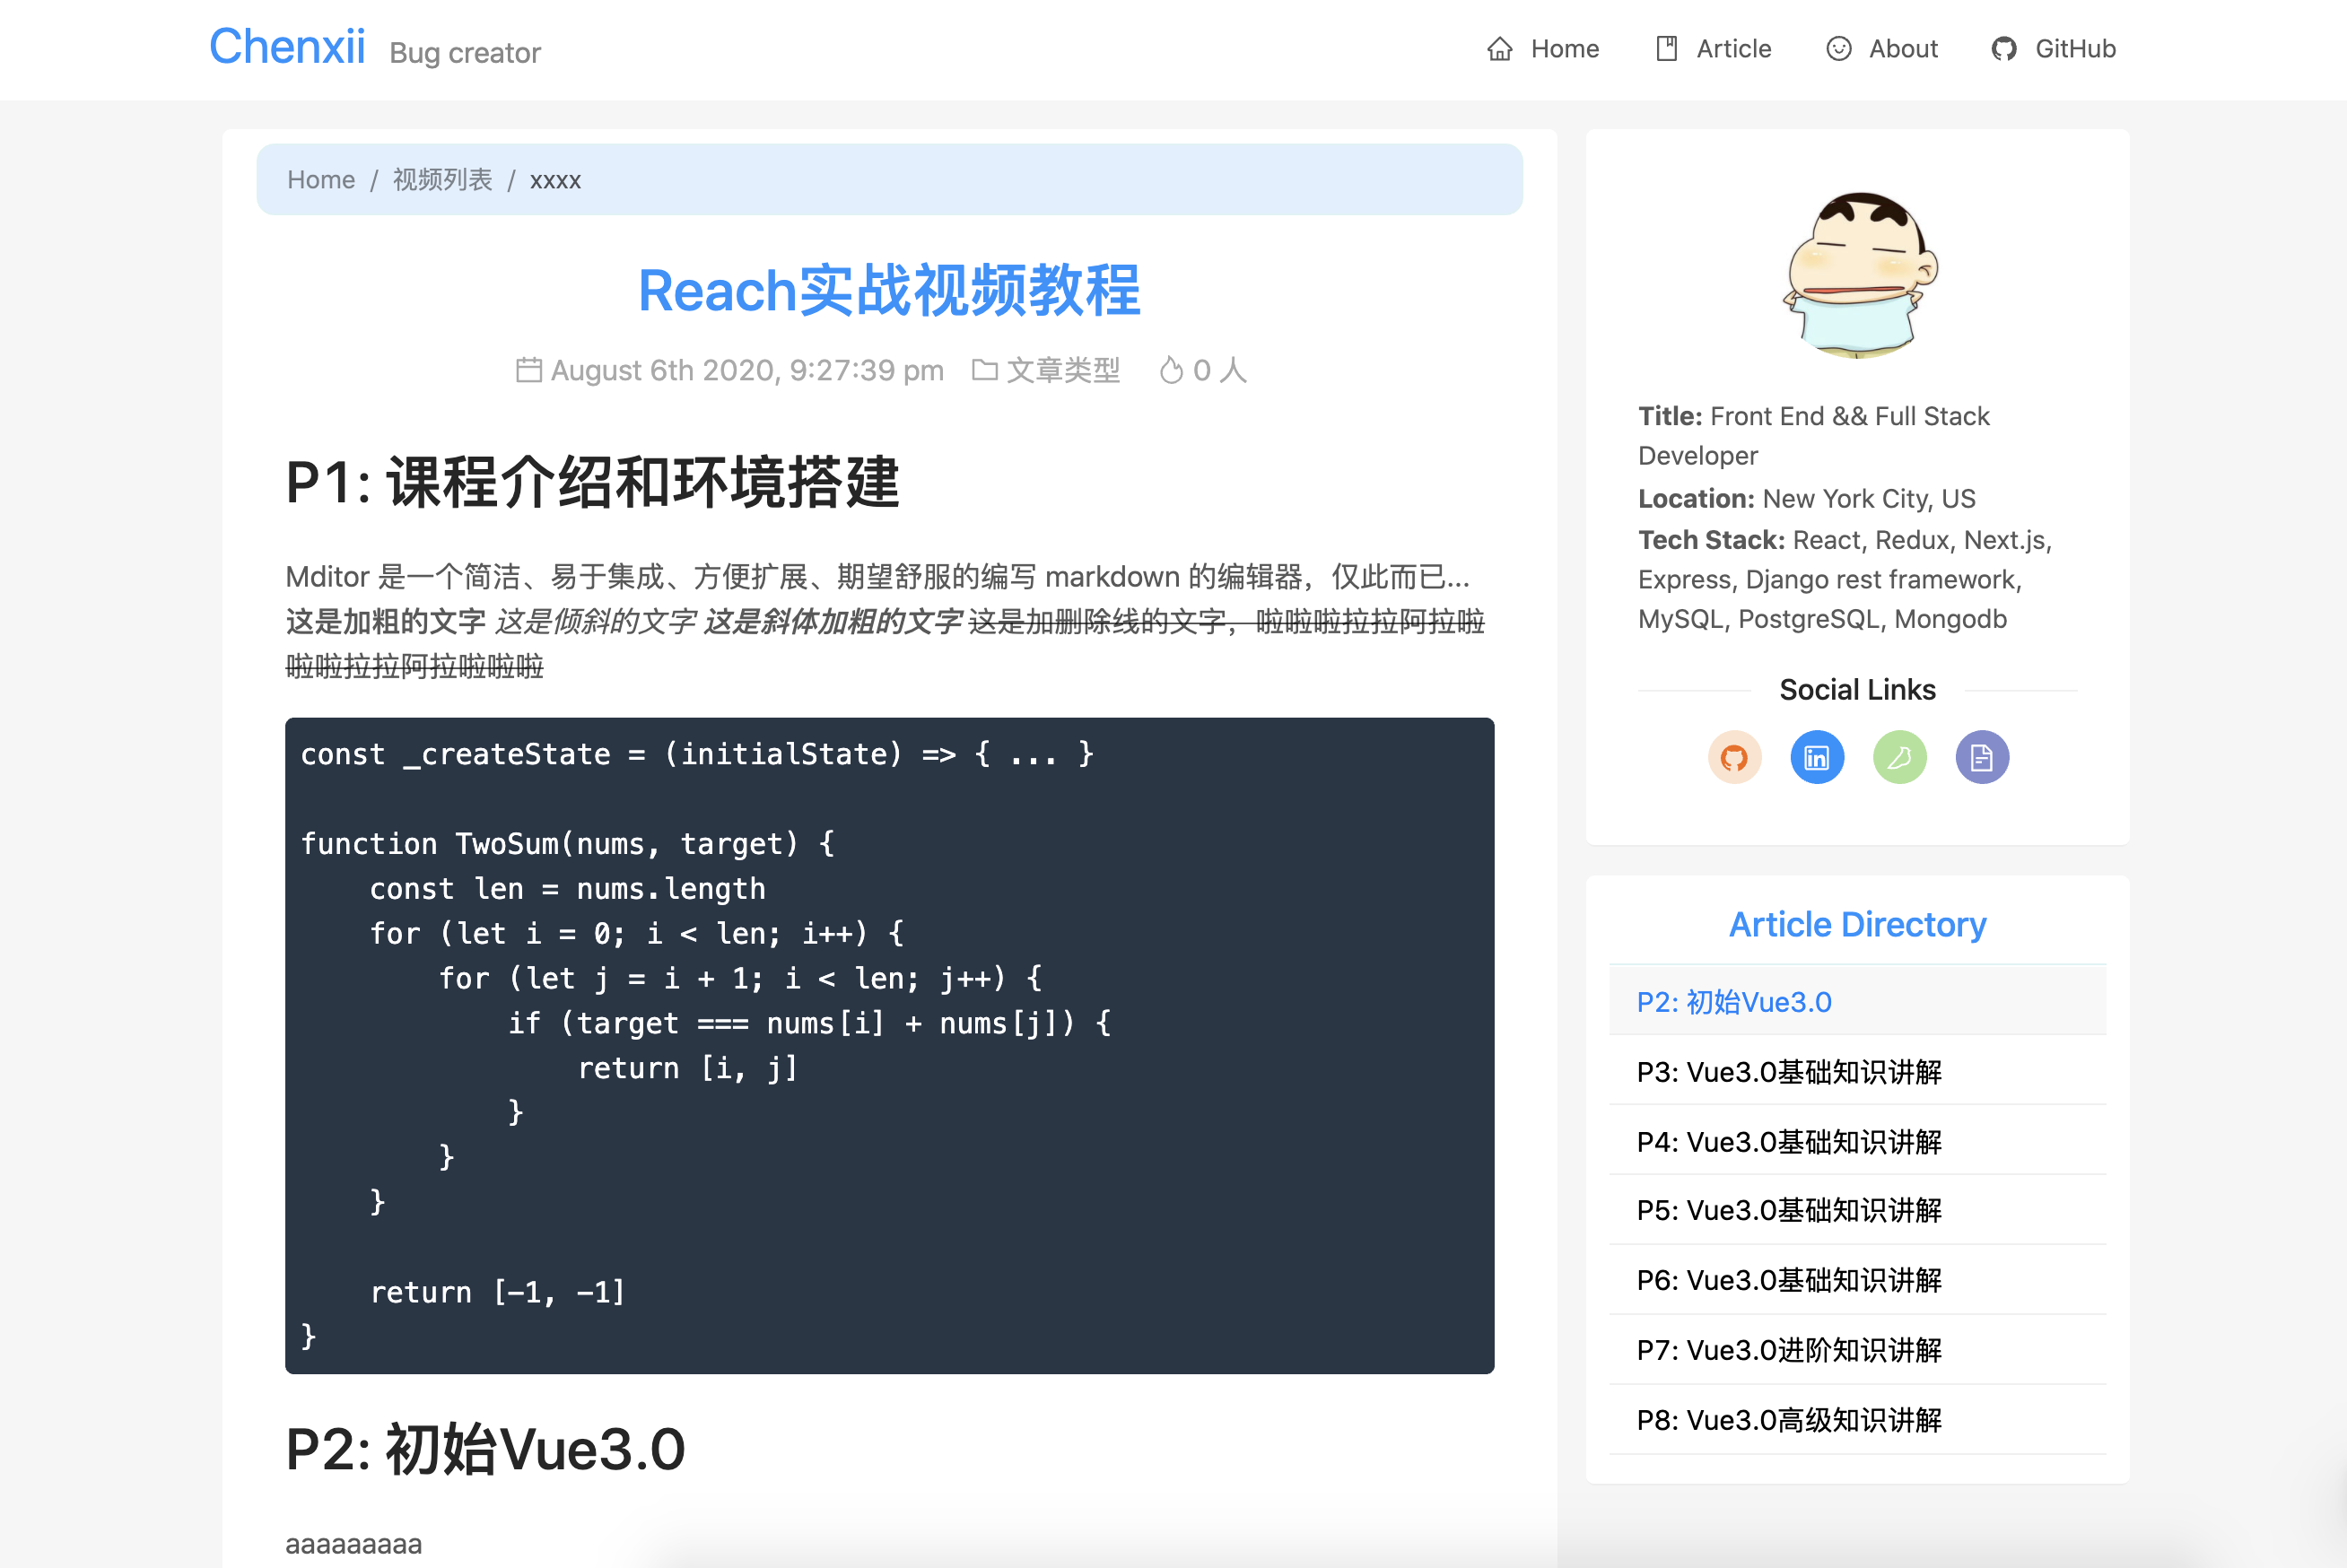 Chenxii Bug creator
Home Article About GitHub
Home / 视频列表 / xxxx
Reach实战视频教程
August 6th 2020, 9:27:39 pm 文章类型 0 人
P1: 课程介绍和环境搭建
Mditor 是一个简洁、易于集成、方便扩展、期望舒服的编写 markdown 的编辑器，仅此而已...
这是加粗的文字 这是倾斜的文字 这是斜体加粗的文字 这是加删除线的文字，啦啦啦拉拉阿拉啦
啦啦拉拉阿拉啦啦啦
const _createState = (initialState) => { ... }
function TwoSum(nums, target) {
    const len = nums.length
    for (let i = 0; i < len; i++) {
        for (let j = i + 1; i < len; j++) {
            if (target === nums[i] + nums[j]) {
                return [i, j]
            }
        }
    }
    return [-1, -1]
}
P2: 初始Vue3.0
aaaaaaaaa
Title: Front End && Full Stack
Developer
Location: New York City, US
Tech Stack: React, Redux, Next.js,
Express, Django rest framework,
MySQL, PostgreSQL, Mongodb
Social Links
in
Article Directory
P2: 初始Vue3.0
P3: Vue3.0基础知识讲解
P4: Vue3.0基础知识讲解
P5: Vue3.0基础知识讲解
P6: Vue3.0基础知识讲解
P7: Vue3.0进阶知识讲解
P8: Vue3.0高级知识讲解